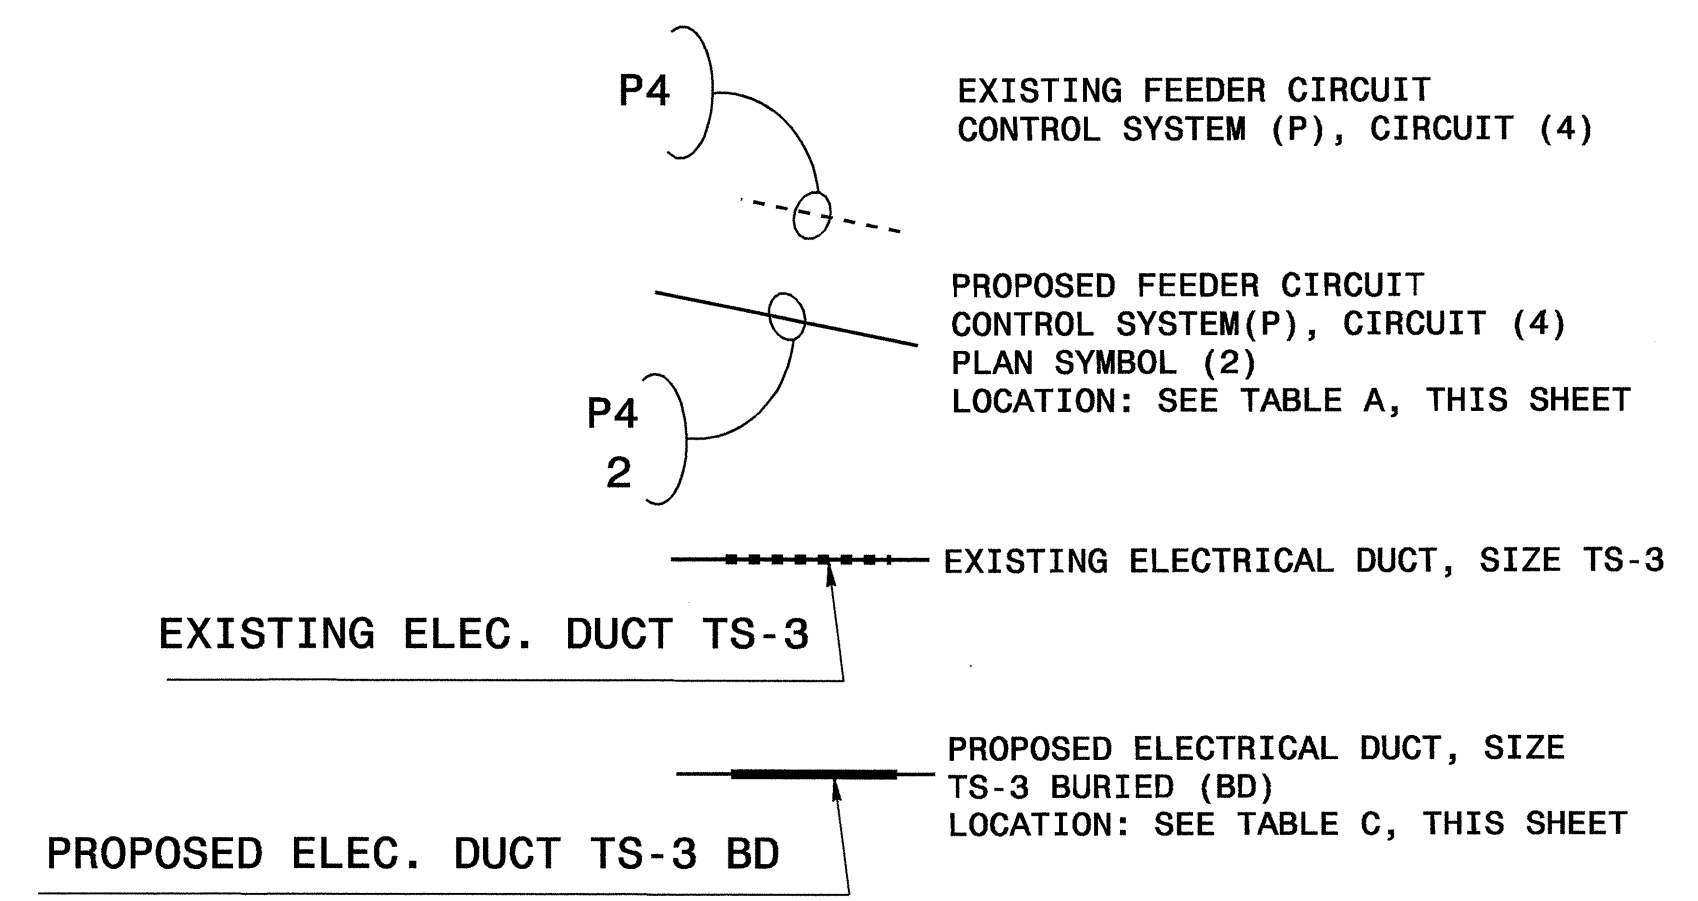 P4
EXISTING FEEDER CIRCUIT
CONTROL SYSTEM (P), CIRCUIT (4)
PROPOSED FEEDER CIRCUIT
CONTROL SYSTEM(P), CIRCUIT (4)
PLAN SYMBOL (2)
LOCATION: SEE TABLE A, THIS SHEET
P4
2
EXISTING ELECTRICAL DUCT, SIZE TS-3
EXISTING ELEC. DUCT TS-3
PROPOSED ELECTRICAL DUCT, SIZE
TS-3 BURIED (BD)
LOCATION: SEE TABLE C, THIS SHEET
PROPOSED ELEC. DUCT TS-3 BD